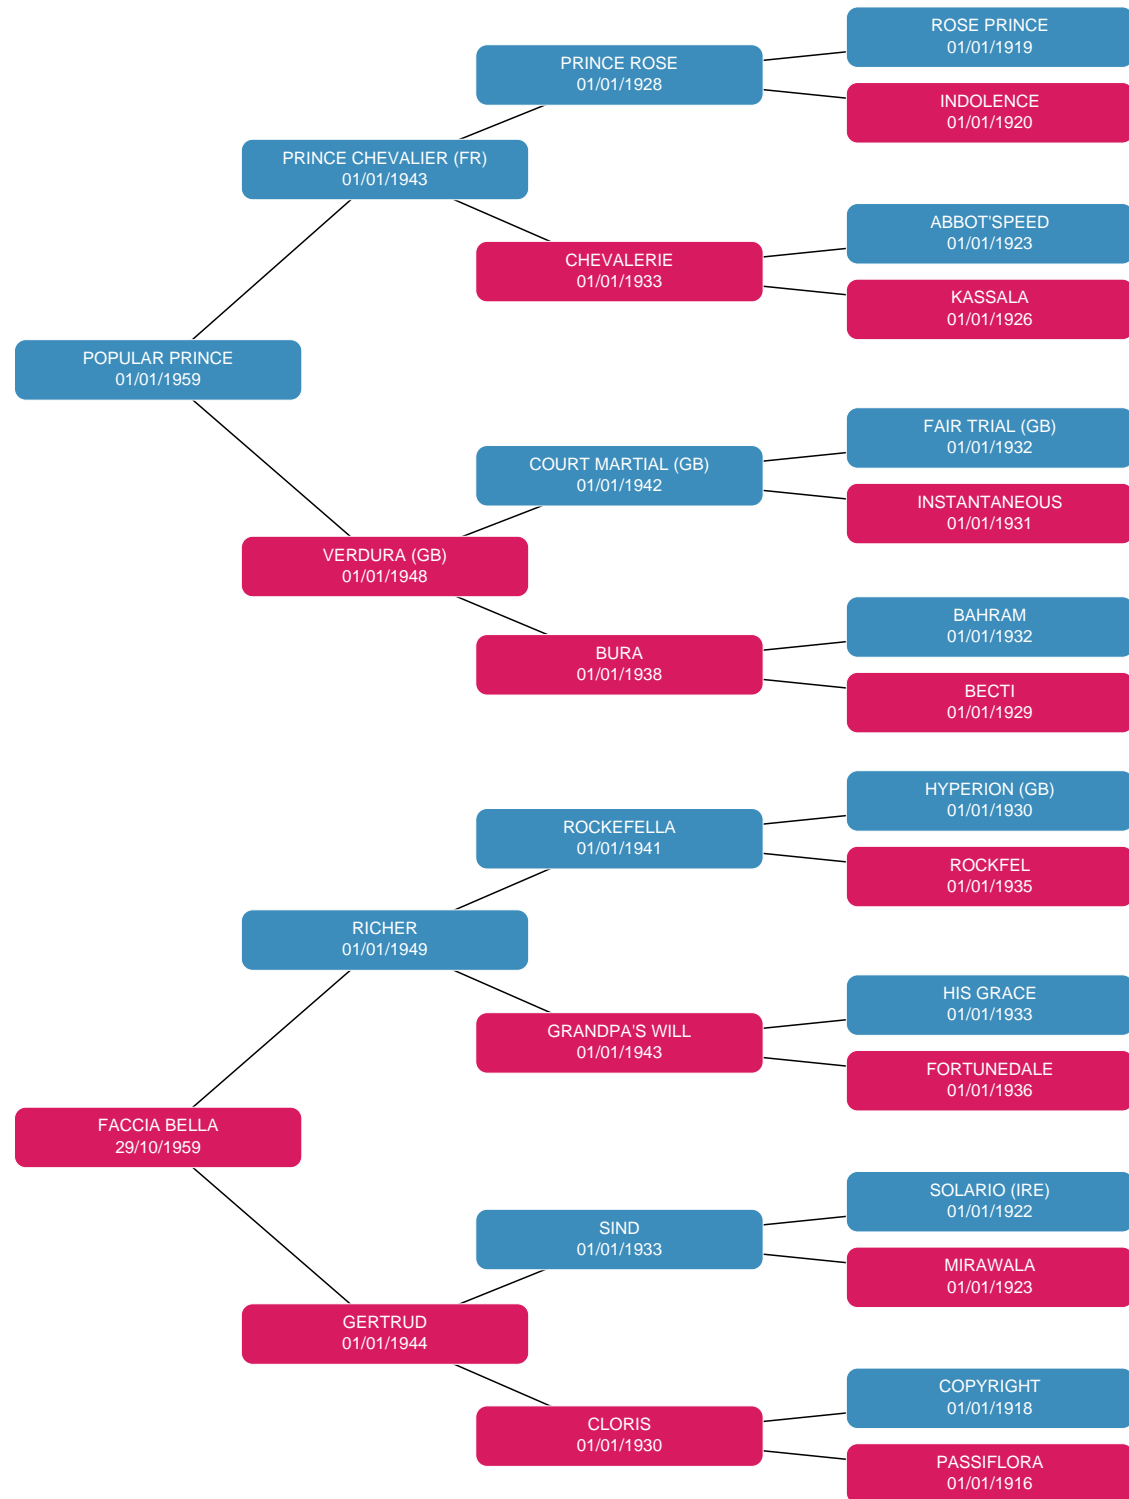 ROSE PRINCE
01/01/1919
PRINCE ROSE
01/01/1928
INDOLENCE
01/01/1920
PRINCE CHEVALIER (FR)
01/01/1943
ABBOT'SPEED
01/01/1923
CHEVALERIE
01/01/1933
KASSALA
01/01/1926
POPULAR PRINCE
01/01/1959
FAIR TRIAL (GB)
01/01/1932
COURT MARTIAL (GB)
01/01/1942
INSTANTANEOUS
01/01/1931
VERDURA (GB)
01/01/1948
BAHRAM
01/01/1932
BURA
01/01/1938
BECTI
01/01/1929
HYPERION (GB)
01/01/1930
ROCKEFELLA
01/01/1941
ROCKFEL
01/01/1935
RICHER
01/01/1949
HIS GRACE
01/01/1933
GRANDPA'S WILL
01/01/1943
FORTUNEDALE
01/01/1936
FACCIA BELLA
29/10/1959
SOLARIO (IRE)
01/01/1922
SIND
01/01/1933
MIRAWALA
01/01/1923
GERTRUD
01/01/1944
COPYRIGHT
01/01/1918
CLORIS
01/01/1930
PASSIFLORA
01/01/1916